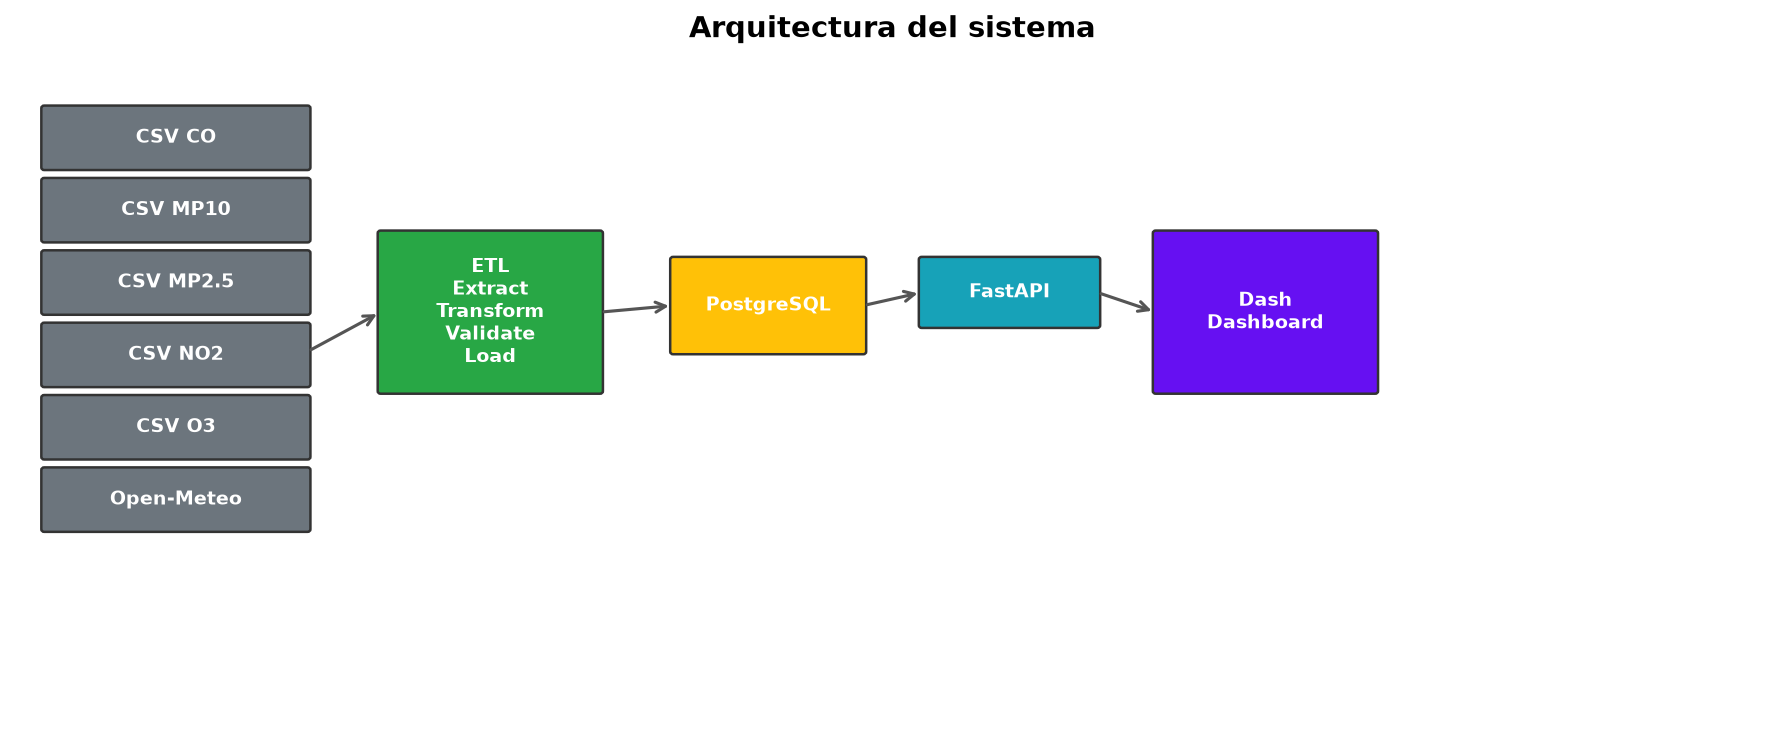 Arquitectura del sistema
CSV CO
CSV MP10
CSV MP2.5
CSV NO2
CSV O3
Open-Meteo
ETL
Extract
Transform
Validate
Load
PostgreSQL
FastAPI
Dash
Dashboard